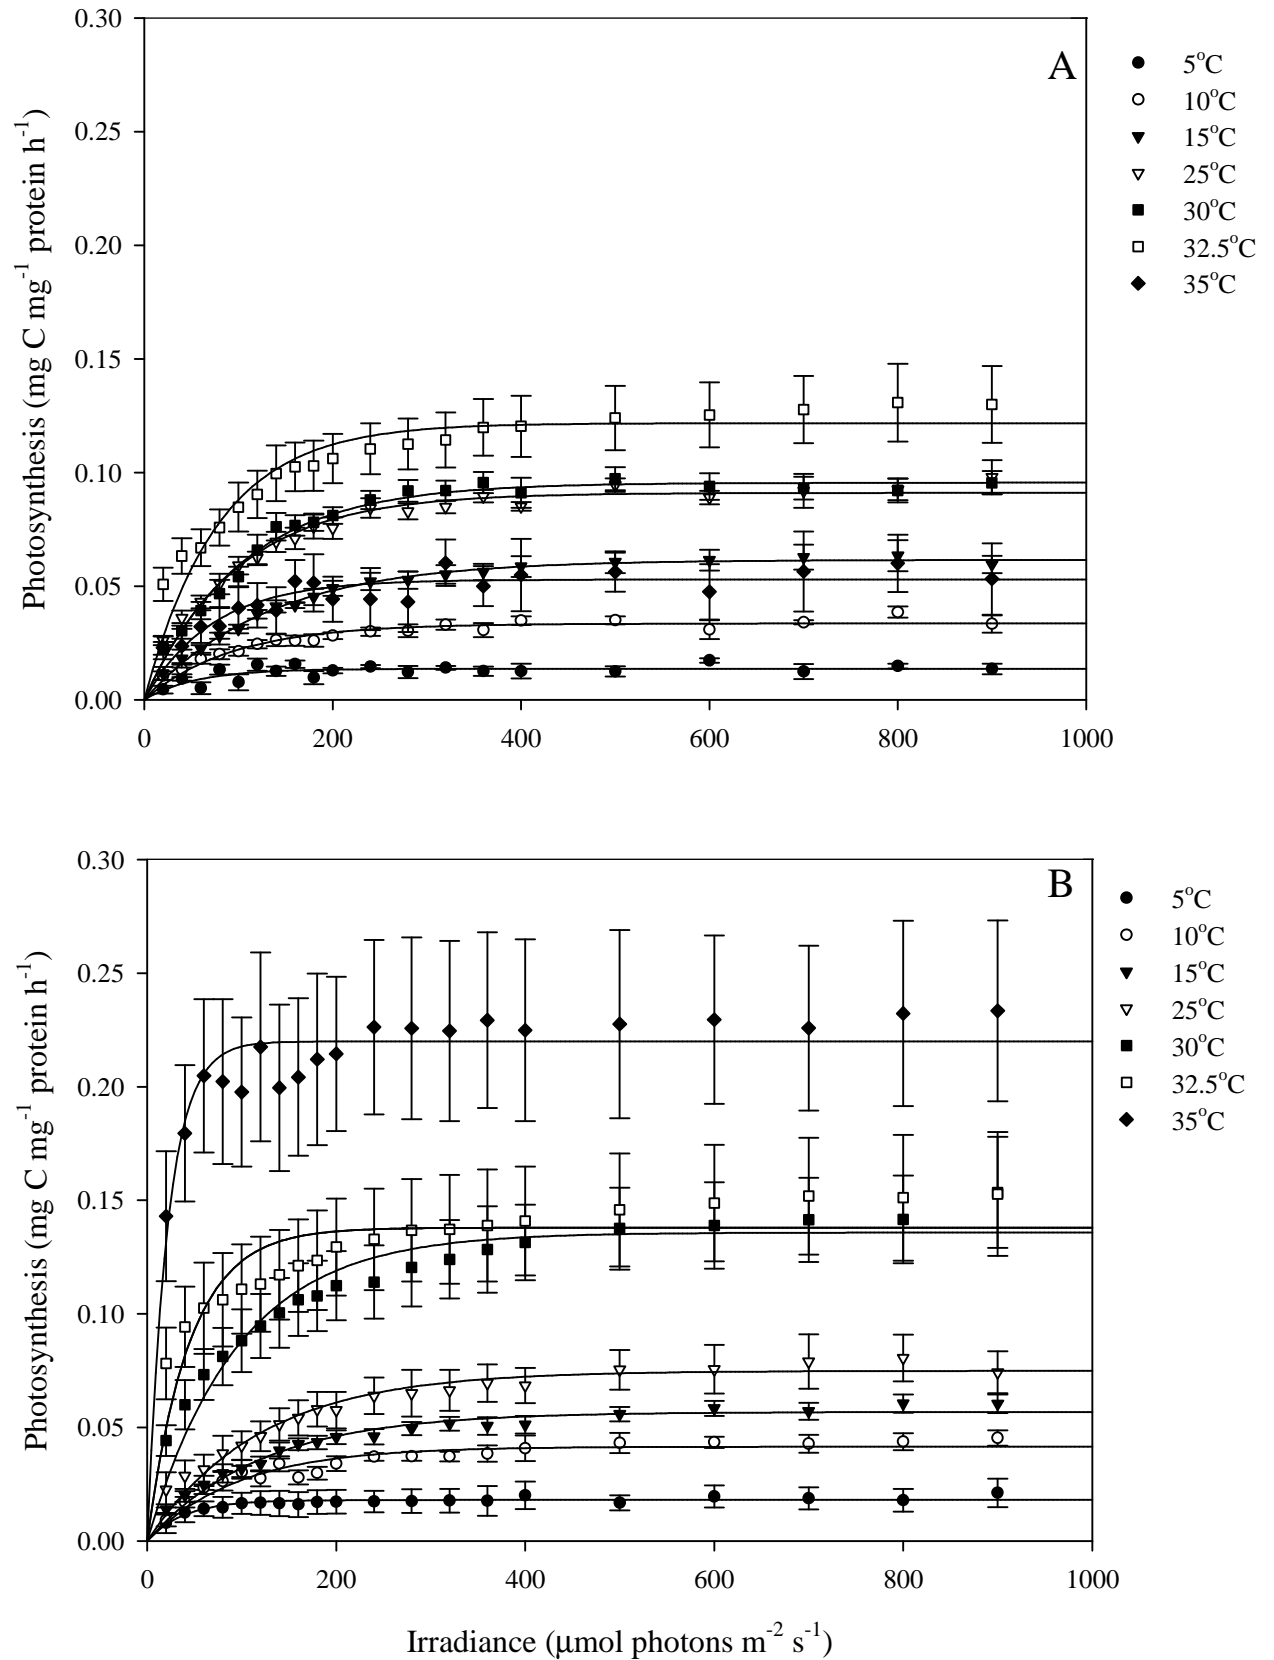 0.30
A
5°C
10°C
15°C
25°C
30°C
32.5°C
35°C
0.25
0.20
0.15
0.10
0.05
0.00
Photosynthesis (mg C mg⁻¹ protein h⁻¹)
0 200 400 600 800 1000
0.30
B
5°C
10°C
15°C
25°C
30°C
32.5°C
35°C
0.25
0.20
0.15
0.10
0.05
0.00
Photosynthesis (mg C mg⁻¹ protein h⁻¹)
0 200 400 600 800 1000
Irradiance (μmol photons m⁻² s⁻¹)